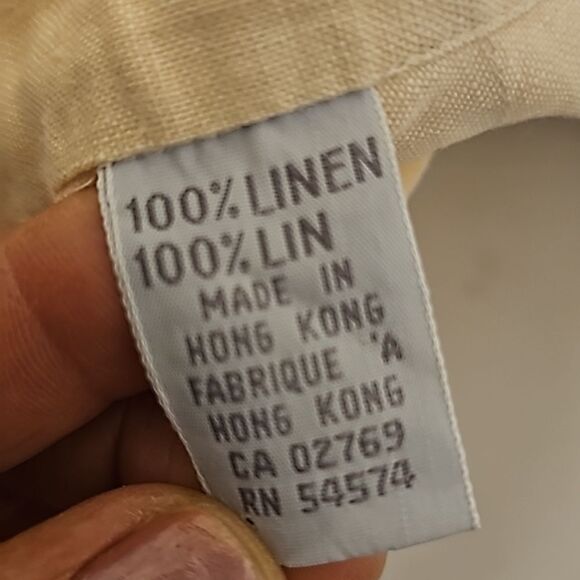 100% LINEN
100% LIN
MADE IN
HONG KONG
FABRIQUE 'A
HONG KONG
CA 02769
RN 54574